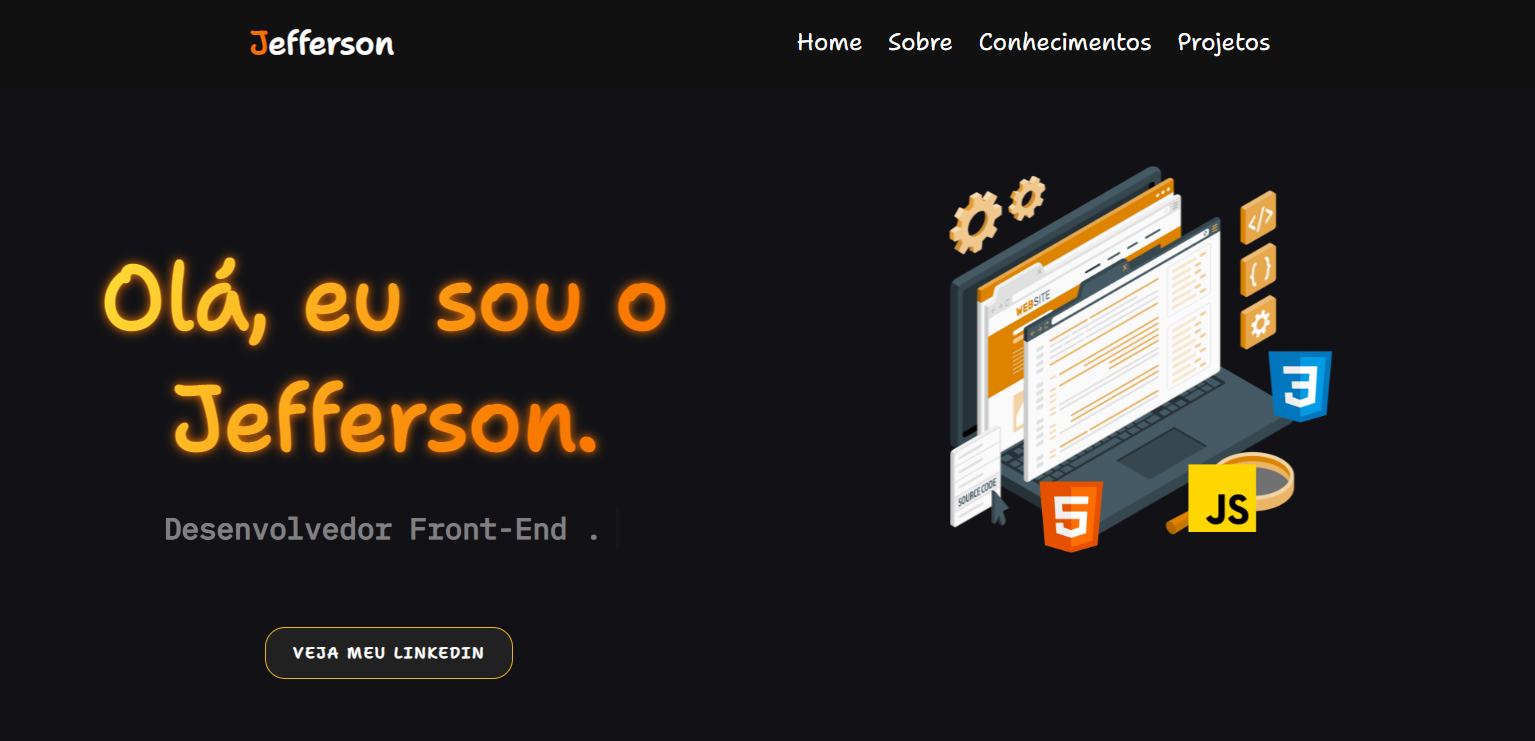 Jefferson
Home Sobre Conhecimentos Projetos
Olá, eu sou o
Jefferson.
Desenvolvedor Front-End .
VEJA MEU LINKEDIN
WEBSITE
</>
{ }
3
SOURCE CODE
5
JS